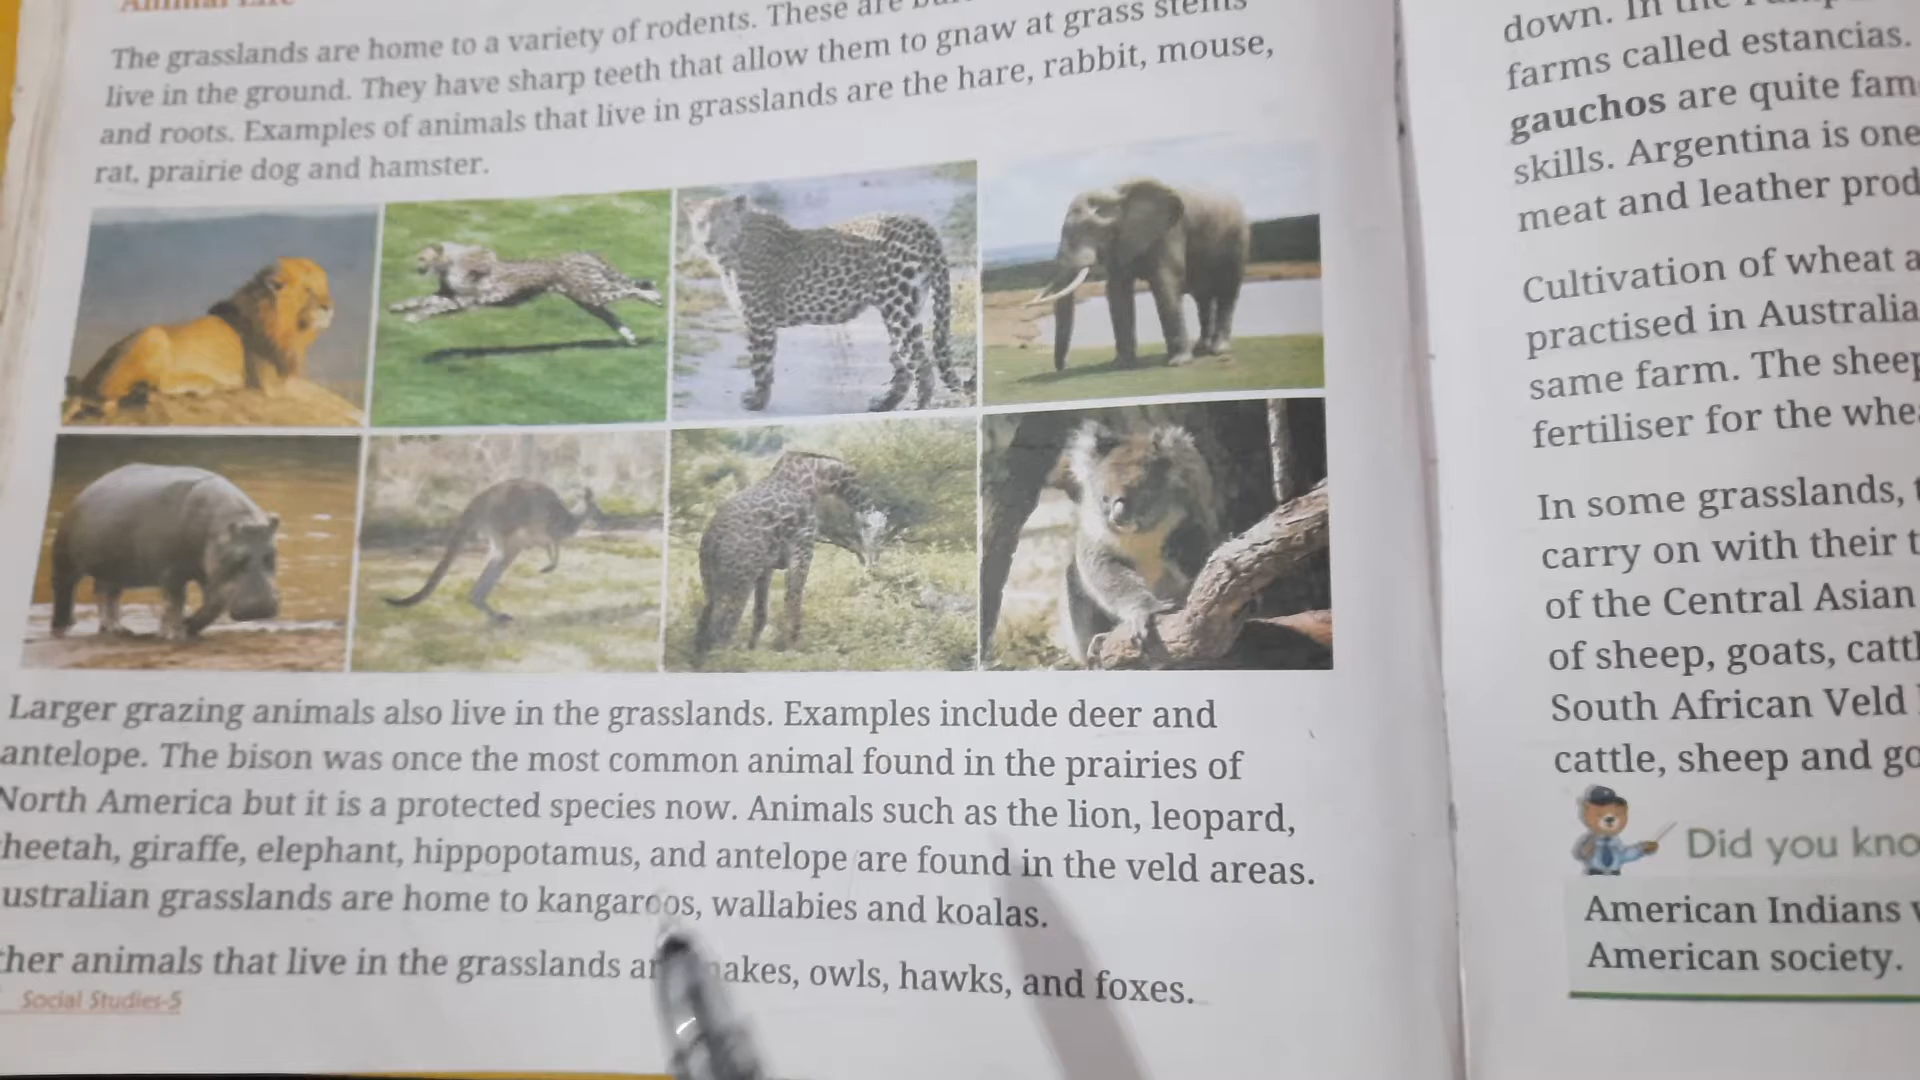 Animal Life
The grasslands are home to a variety of rodents. These are
live in the ground. They have sharp teeth that allow them to gnaw at grass stems
and roots. Examples of animals that live in grasslands are the hare, rabbit, mouse,
rat, prairie dog and hamster.
Larger grazing animals also live in the grasslands. Examples include deer and
antelope. The bison was once the most common animal found in the prairies of
North America but it is a protected species now. Animals such as the lion, leopard,
heetah, giraffe, elephant, hippopotamus, and antelope are found in the veld areas.
ustralian grasslands are home to kangaroos, wallabies and koalas.
ther animals that live in the grasslands ar akes, owls, hawks, and foxes.
Social Studies-5
down. In the
farms called estancias.
gauchos are quite fam
skills. Argentina is one
meat and leather prod
Cultivation of wheat a
practised in Australia
same farm. The sheep
fertiliser for the whea
In some grasslands, t
carry on with their t
of the Central Asian
of sheep, goats, cattl
South African Veld
cattle, sheep and go
Did you kno
American Indians w
American society.